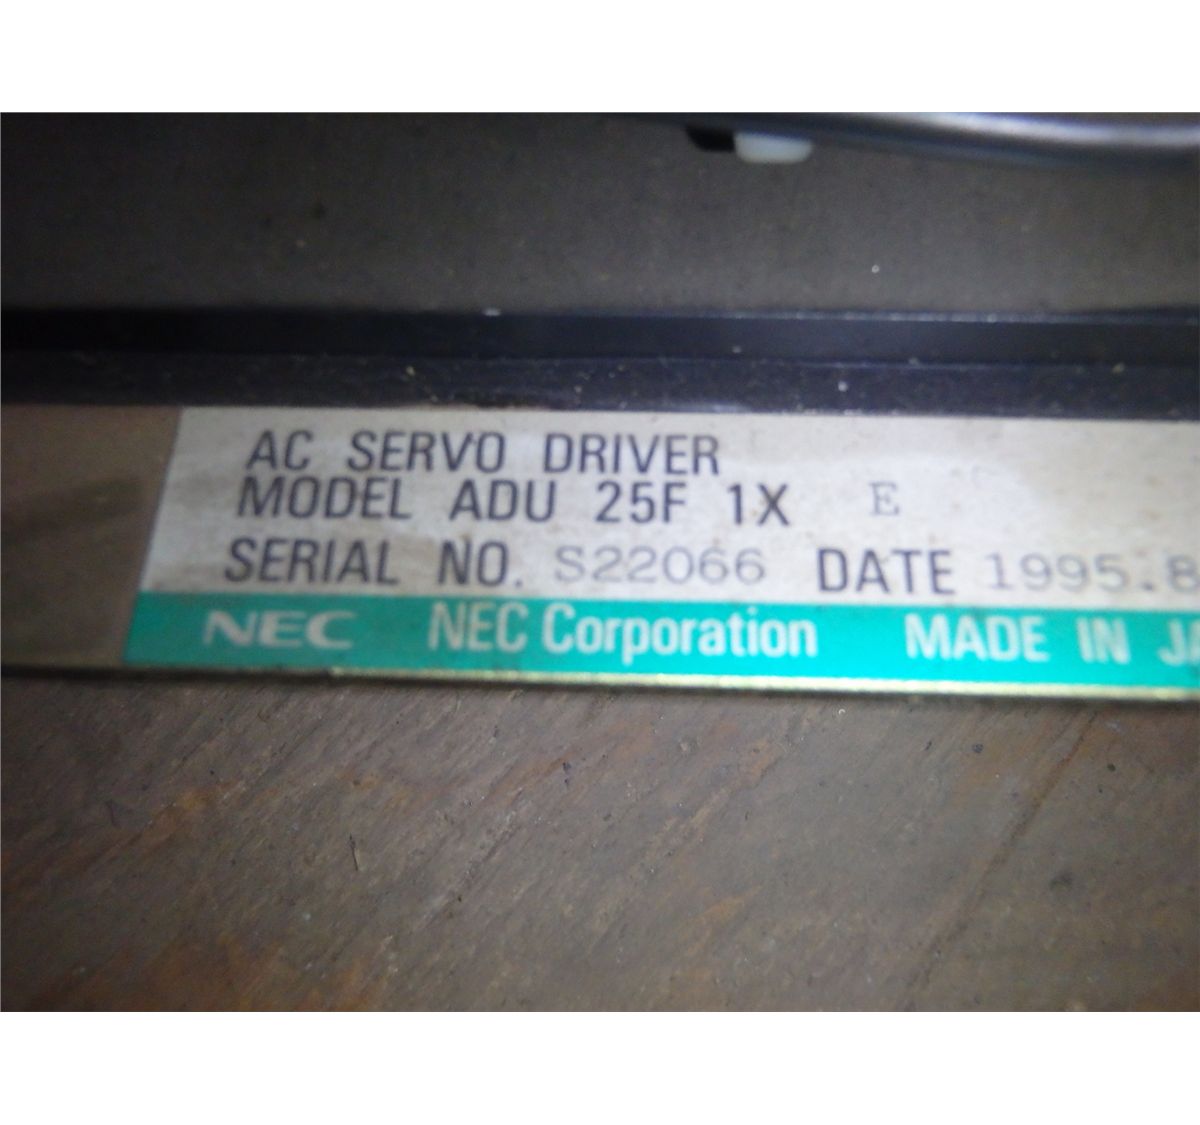 AC SERVO DRIVER
MODEL ADU 25F 1X E
SERIAL NO. S22066 DATE 1995.8
NEC NEC Corporation MADE IN JA